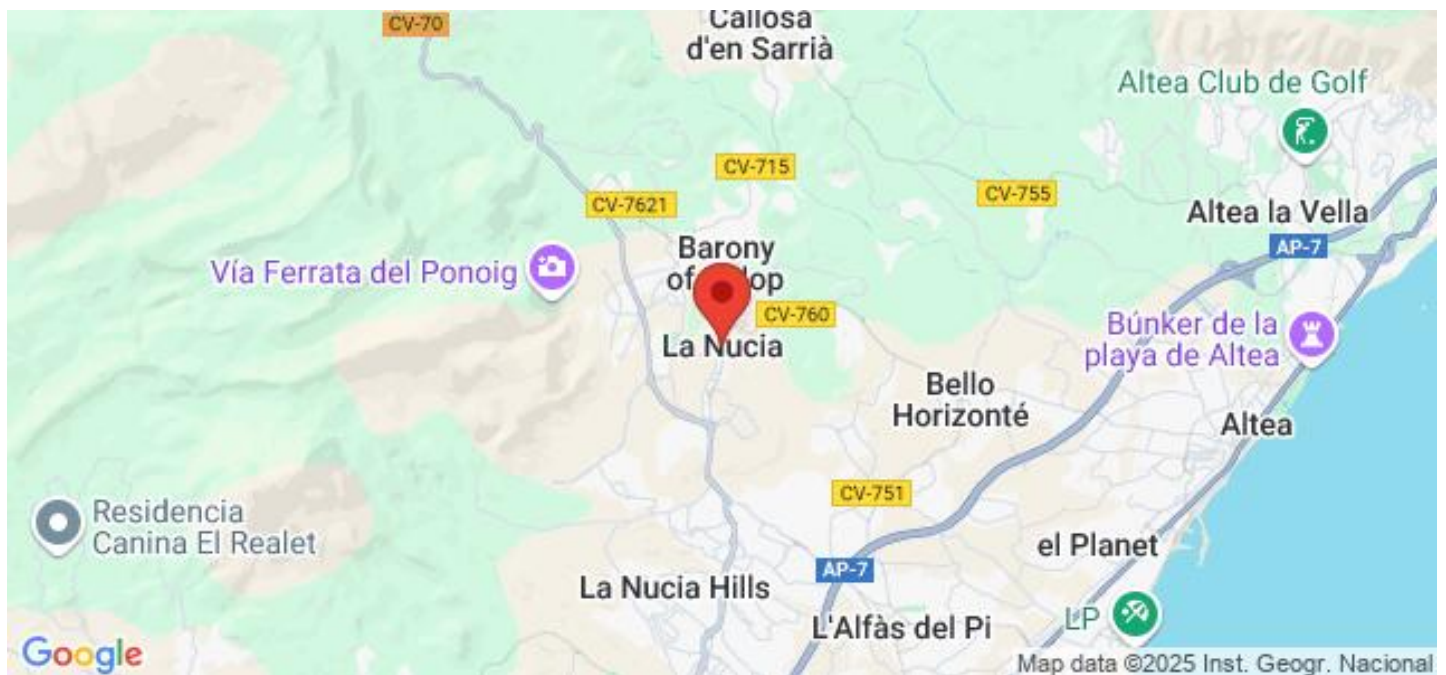 CV-70
Callosa
d'en Sarrià
Altea Club de Golf
CV-715
CV-755
CV-7621
Altea la Vella
AP-7
Barony
of
Vía Ferrata del Ponoig
CV-760
La Nucia
Búnker de la
playa de Altea
Bello
Horizonté
Altea
CV-751
Residencia
Canina El Realet
el Planet
AP-7
La Nucia Hills
L'Alfàs del Pi
LP
Google
Map data ©2025 Inst. Geogr. Nacional